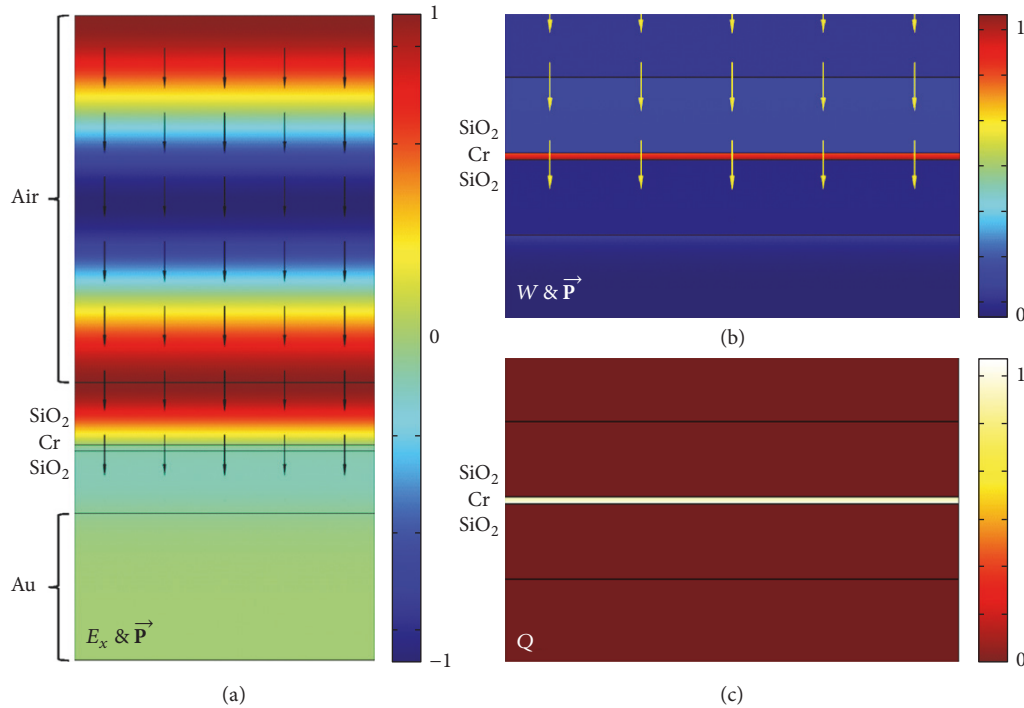 Air
SiO₂
Cr
SiO₂
Au
Eₓ & P⃗
1
0
−1
(a)
SiO₂
Cr
SiO₂
W & P⃗
1
0
(b)
SiO₂
Cr
SiO₂
Q
1
0
(c)